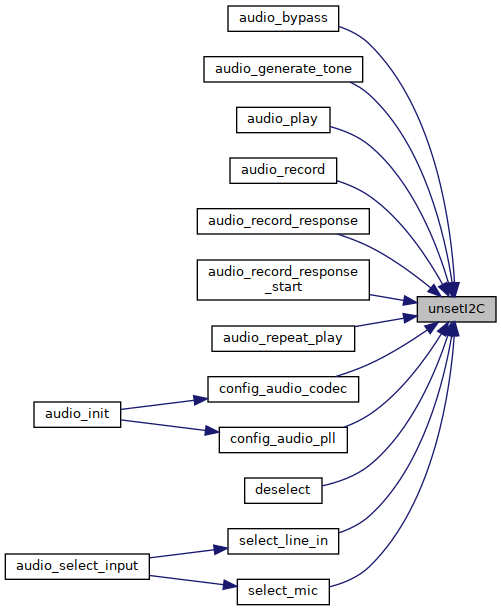 audio_bypass
audio_generate_tone
audio_play
audio_record
audio_record_response
audio_record_response
_start
unsetI2C
audio_repeat_play
config_audio_codec
audio_init
config_audio_pll
deselect
select_line_in
audio_select_input
select_mic